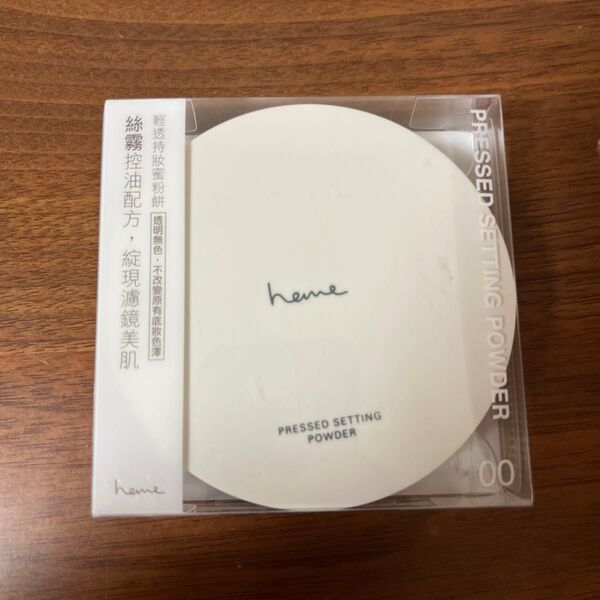 輕透持妝蜜粉餅
透明無色，不改變原有底妝色澤
絲霧控油配方，綻現濾鏡美肌
heme
heme
PRESSED SETTING
POWDER
PRESSED SETTING POWDER
00